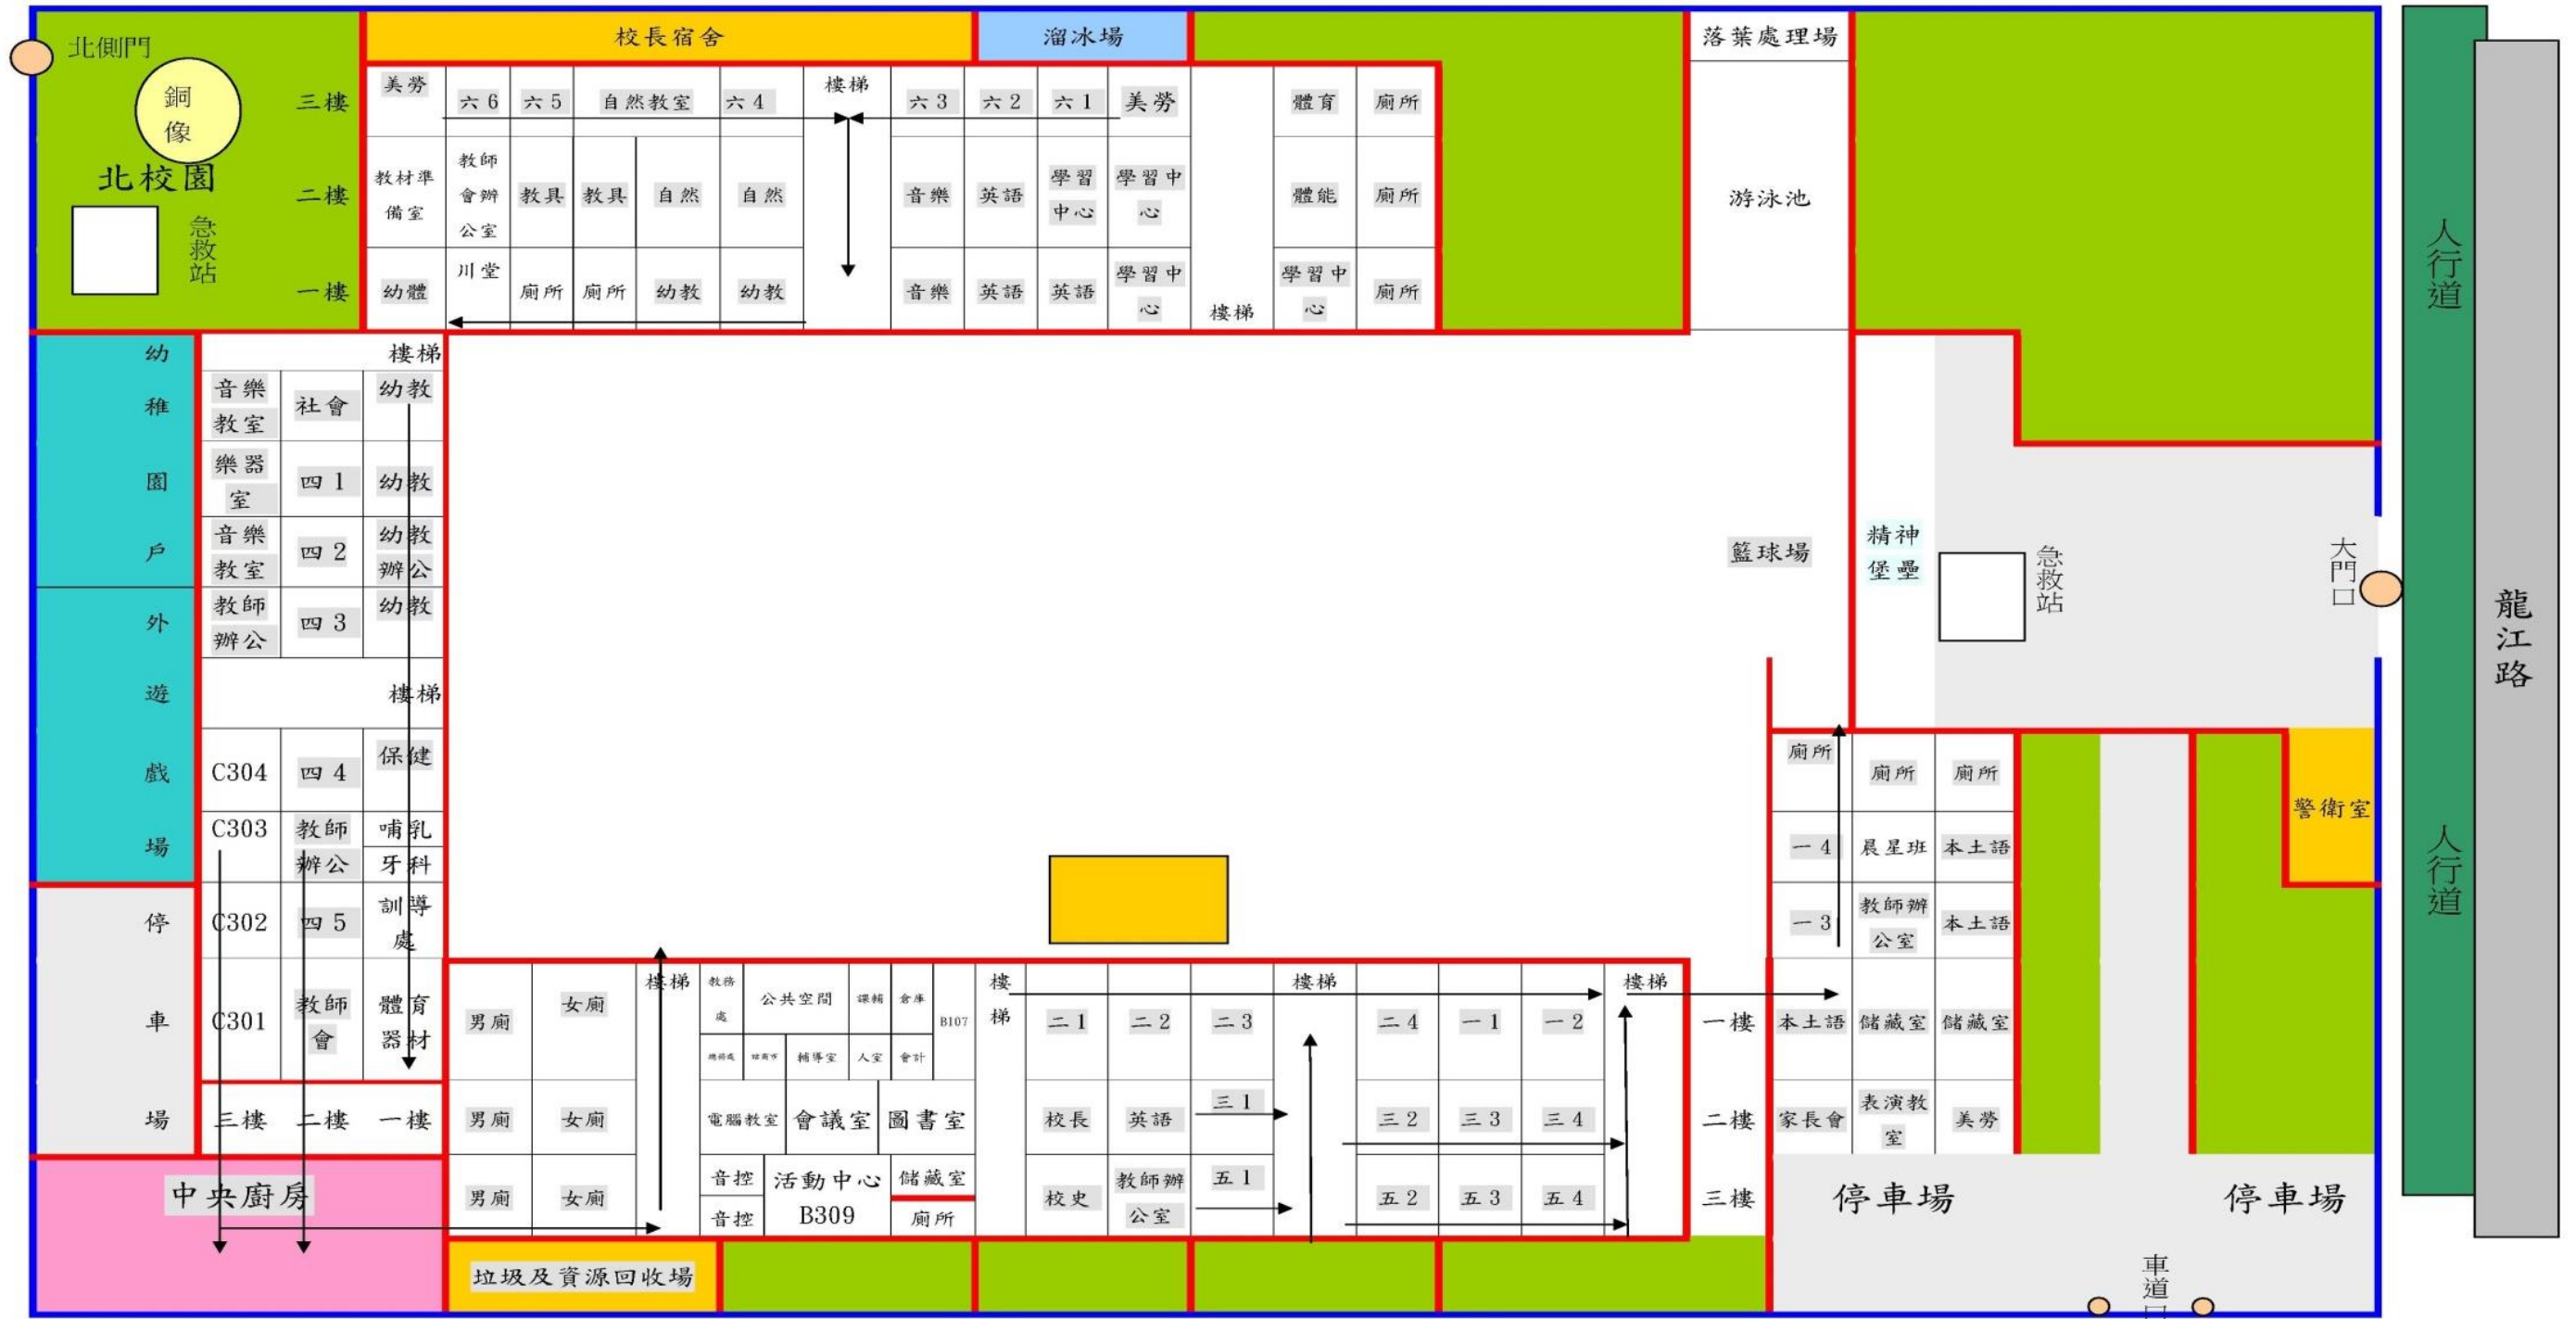 北側門
銅
像
北校園
急救站
校長宿舍
溜冰場
落葉處理場
游泳池
三樓
美勞
六 6
六 5
自然教室
六 4
樓梯
六 3
六 2
六 1
美勞
體育
廁所
二樓
教材準
備室
教師
會辦
公室
教具
教具
自然
自然
音樂
英語
學習
中心
學習中
心
體能
廁所
一樓
幼體
川堂
廁所
廁所
幼教
幼教
音樂
英語
英語
學習中
心
樓梯
學習中
心
廁所
幼
稚
園
戶
外
遊
戲
場
停
車
場
樓梯
音樂
教室
社會
幼教
樂器
室
四 1
幼教
音樂
教室
四 2
幼教
辦公
教師
辦公
四 3
幼教
樓梯
C304
四 4
保健
C303
教師
辦公
哺乳
牙科
C302
四 5
訓導
處
C301
教師
會
體育
器材
三樓
二樓
一樓
中央廚房
籃球場
精神
堡壘
急救站
大門口
人行道
人行道
龍江路
警衛室
廁所
廁所
廁所
一 4
晨星班
本土語
一 3
教師辦
公室
本土語
本土語
儲藏室
儲藏室
家長會
表演教
室
美勞
男廁
女廁
樓梯
教務
處
公共空間
課輔
倉庫
B107
總務處
輔導室
人室
會計
樓
梯
二 1
二 2
二 3
樓梯
二 4
一 1
一 2
樓梯
一樓
男廁
女廁
電腦教室
會議室
圖書室
校長
英語
三 1
三 2
三 3
三 4
二樓
男廁
女廁
音控
音控
活動中心
B309
儲藏室
廁所
校史
教師辦
公室
五 1
五 2
五 3
五 4
三樓
垃圾及資源回收場
停車場
停車場
車道口